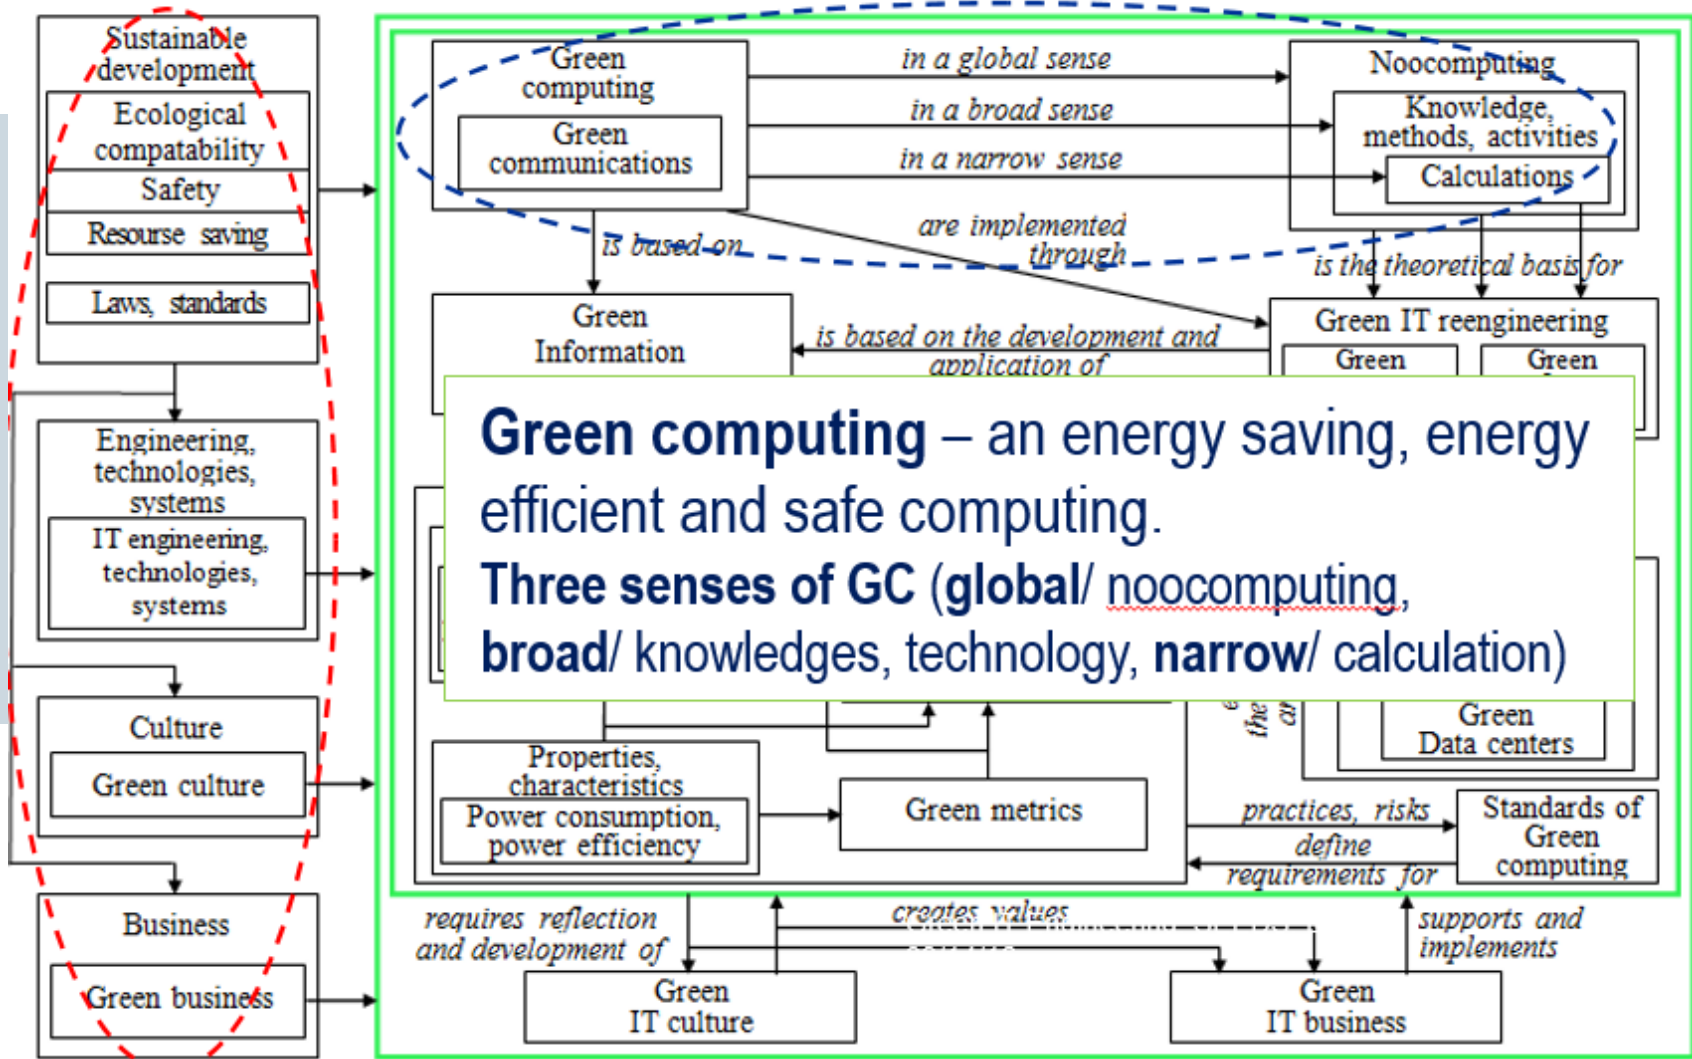 Sustainable
development
Ecological
compatability
Safety
Resourse saving
Laws, standards
Engineering,
technologies,
systems
IT engineering,
technologies,
systems
Culture
Green culture
Business
Green business
Green
computing
Green
communications
in a global sense
in a broad sense
in a narrow sense
Noocomputing
Knowledge,
methods, activities
Calculations
is based on
are implemented
through
is the theoretical basis for
Green
Information
is based on the development and
application of
Green IT reengineering
Green
Green
Green computing – an energy saving, energy
efficient and safe computing.
Three senses of GC (global/ noocomputing,
broad/ knowledges, technology, narrow/ calculation)
the
Green
Data centers
Properties,
characteristics
Power consumption,
power efficiency
Green metrics
practices, risks
define
requirements for
Standards of
Green
computing
requires reflection
and development of
creates values
supports and
implements
Green
IT culture
Green
IT business